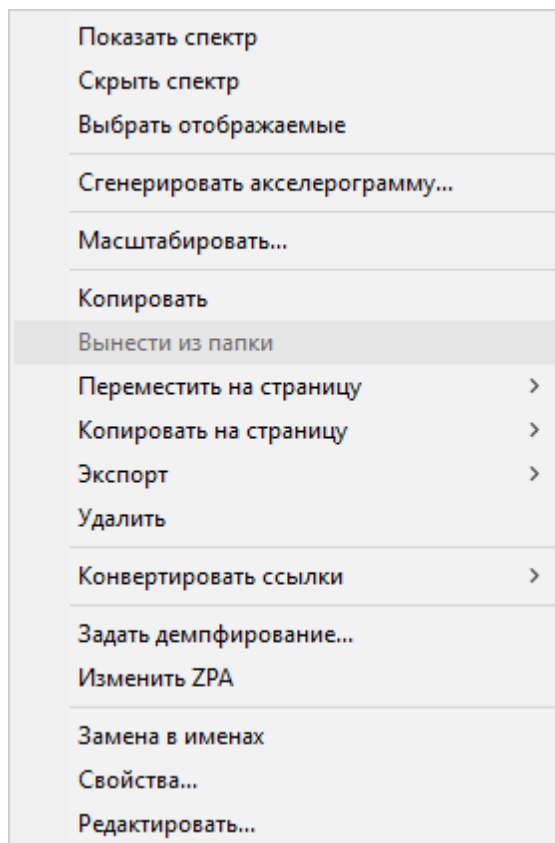 Показать спектр
Скрыть спектр
Выбрать отображаемые
Сгенерировать акселерограмму...
Масштабировать...
Копировать
Вынести из папки
Переместить на страницу
Копировать на страницу
Экспорт
Удалить
Конвертировать ссылки
Задать демпфирование...
Изменить ZPA
Замена в именах
Свойства...
Редактировать...